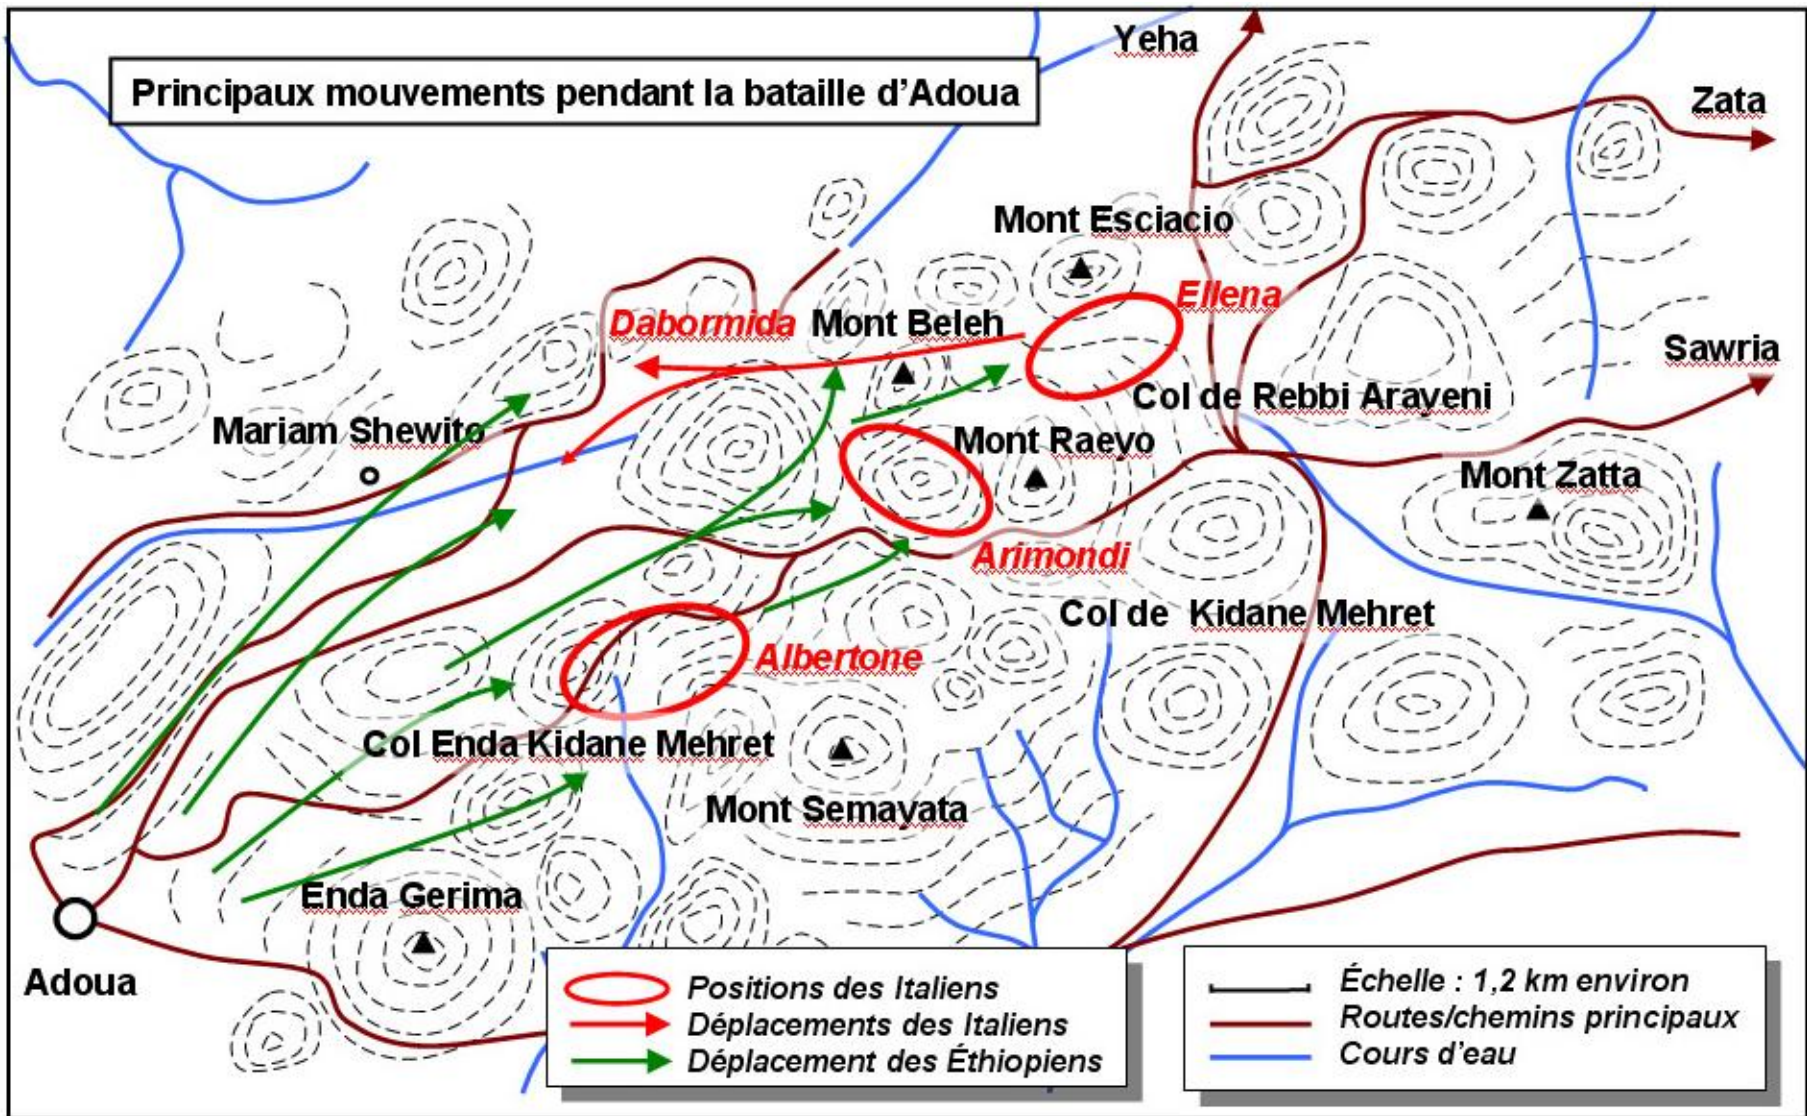 Yeha
Principaux mouvements pendant la bataille d'Adoua
Zata
Mont Esciacio
Ellena
Dabormida
Mont Beleh
Sawria
Col de Rebbi Arayeni
Mariam Shewito
Mont Raeyo
Mont Zatta
Arimondi
Col de Kidane Mehret
Albertone
Col Enda Kidane Mehret
Mont Semayata
Enda Gerima
Adoua
Positions des Italiens
Déplacements des Italiens
Déplacement des Éthiopiens
Échelle : 1,2 km environ
Routes/chemins principaux
Cours d'eau